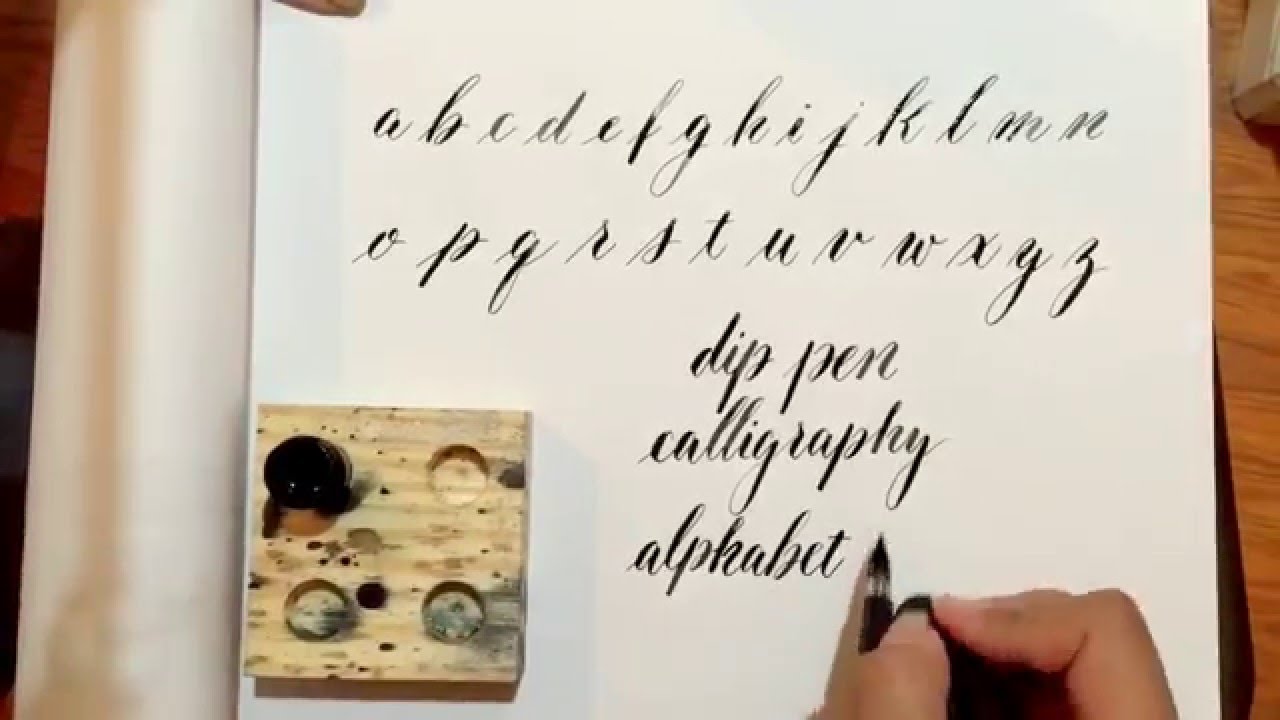 a b c d e f g h i j k l m n
o p q r s t u v w x y z
dip pen
calligraphy
alphabet